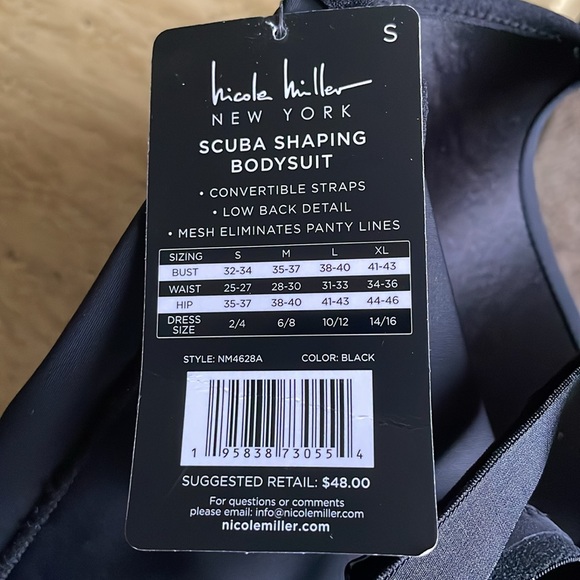 S
Nicole Miller
NEW YORK
SCUBA SHAPING
BODYSUIT
• CONVERTIBLE STRAPS
• LOW BACK DETAIL
• MESH ELIMINATES PANTY LINES
SIZING S M L XL
BUST 32-34 35-37 38-40 41-43
WAIST 25-27 28-30 31-33 34-36
HIP 35-37 38-40 41-43 44-46
DRESS SIZE 2/4 6/8 10/12 14/16
STYLE: NM4628A COLOR: BLACK
1 95838 73055 4
SUGGESTED RETAIL: $48.00
For questions or comments
please email: info@nicolemiller.com
nicolemiller.com